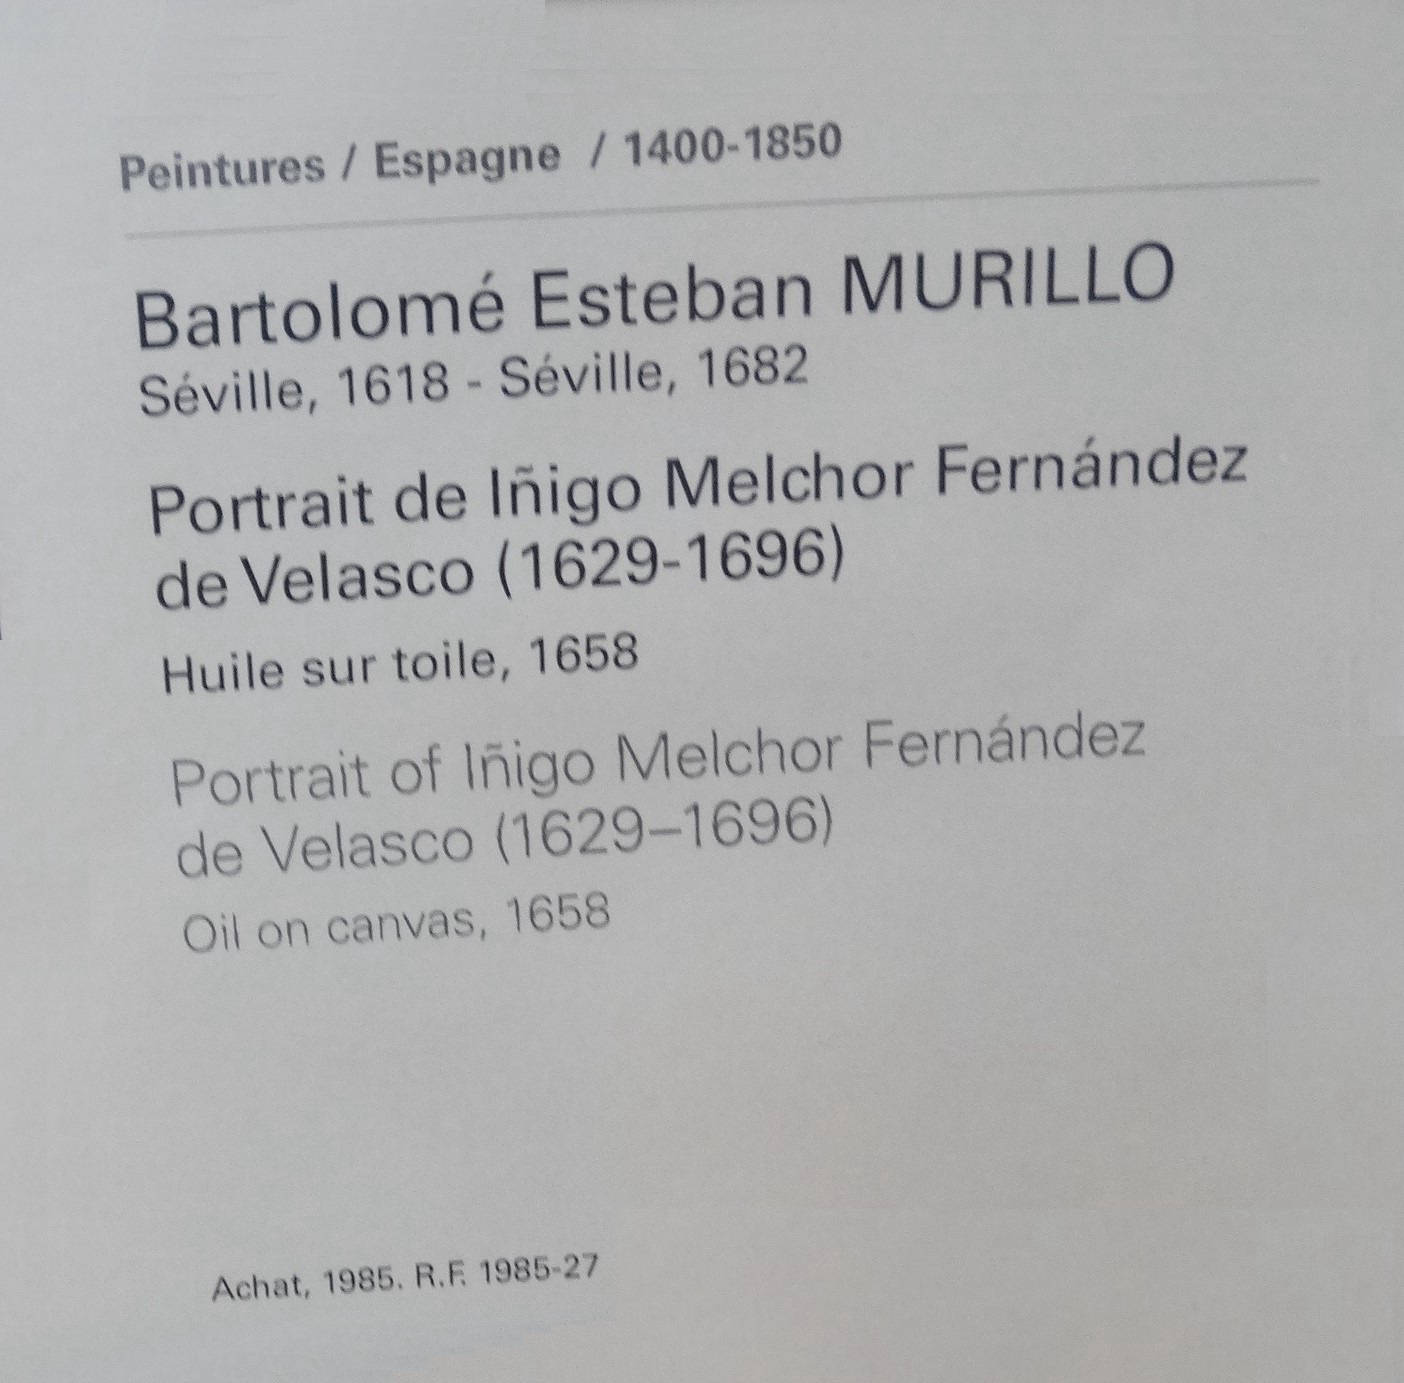 Peintures / Espagne / 1400-1850
Bartolomé Esteban MURILLO
Séville, 1618 - Séville, 1682
Portrait de Iñigo Melchor Fernández
de Velasco (1629-1696)
Huile sur toile, 1658
Portrait of Iñigo Melchor Fernández
de Velasco (1629–1696)
Oil on canvas, 1658
Achat, 1985. R.F. 1985-27